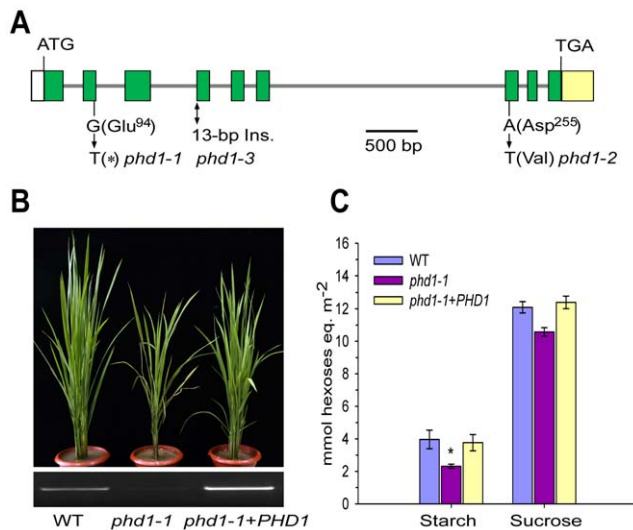 A
ATG
TGA
G(Glu94)
T(*) phd1-1
13-bp Ins.
phd1-3
500 bp
A(Asp255)
T(Val) phd1-2
B
WT
phd1-1
phd1-1+PHD1
C
mmol hexoses eq. m-2
16
14
12
10
8
6
4
2
0
WT
phd1-1
phd1-1+PHD1
*
Starch
Sucrose